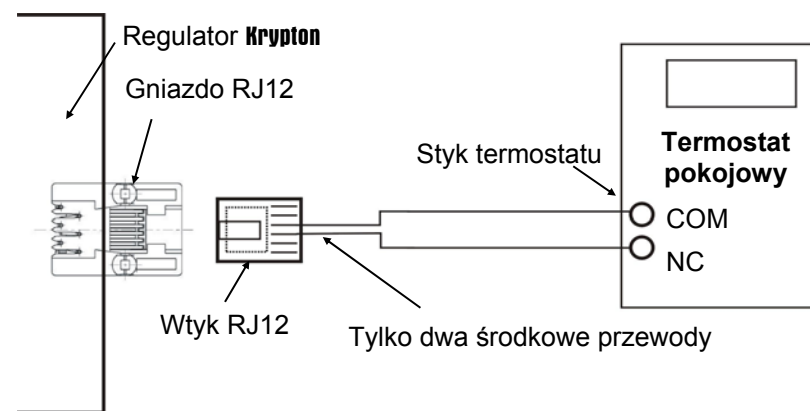 Regulator Krypton
Gniazdo RJ12
Styk termostatu
Termostat
pokojowy
COM
NC
Wtyk RJ12
Tylko dwa środkowe przewody